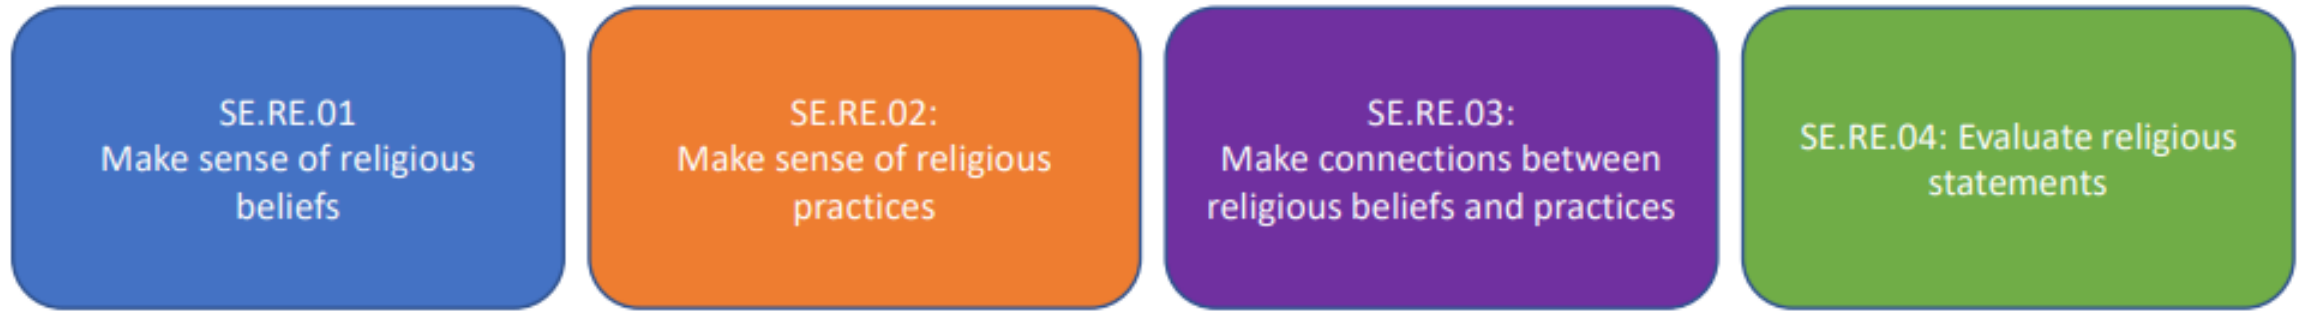 SE.RE.01
Make sense of religious
beliefs
SE.RE.02:
Make sense of religious
practices
SE.RE.03:
Make connections between
religious beliefs and practices
SE.RE.04: Evaluate religious
statements